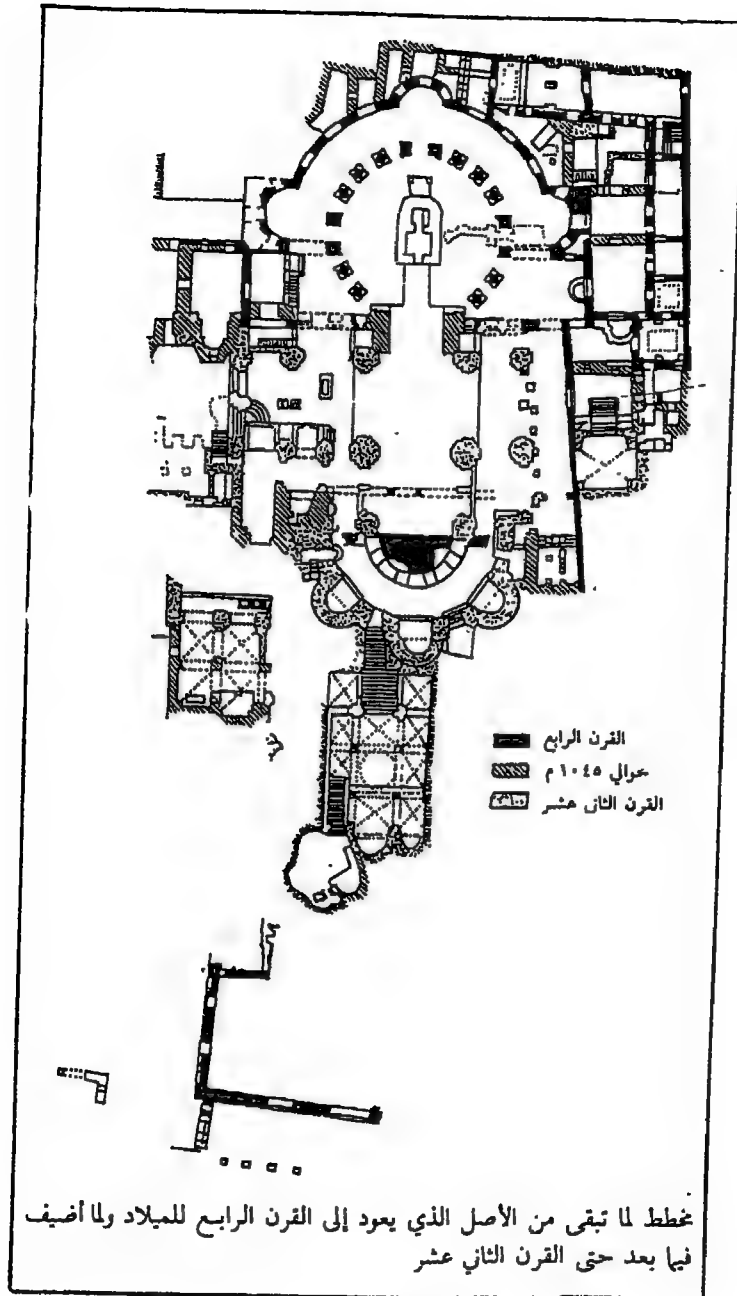 القرن الرابع
حوالي ١٠٤٥ م
القرن الثاني عشر
مخطط لما تبقى من الأصل الذي يعود إلى القرن الرابع للميلاد ولما أضيف
فيما بعد حتى القرن الثاني عشر